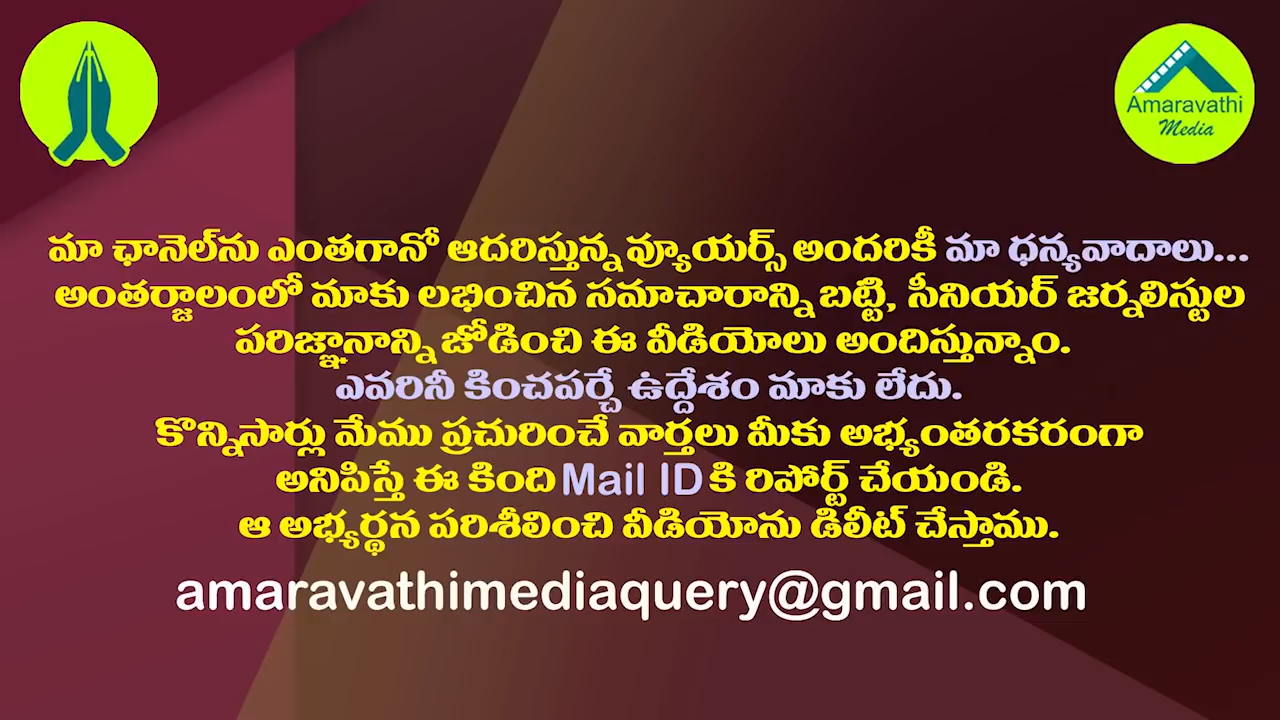 Amaravathi
Media
మా ఛానెల్‌ను ఎంతగానో ఆదరిస్తున్న వ్యూయర్స్ అందరికీ మా ధన్యవాదాలు...
అంతర్జాలంలో మాకు లభించిన సమాచారాన్ని బట్టి, సీనియర్ జర్నలిస్టుల
పరిజ్ఞానాన్ని జోడించి ఈ వీడియోలు అందిస్తున్నాం.
ఎవరినీ కించపర్చే ఉద్దేశం మాకు లేదు.
కొన్నిసార్లు మేము ప్రచురించే వార్తలు మీకు అభ్యంతరకరంగా
అనిపిస్తే ఈ కింది Mail ID కి రిపోర్ట్ చేయండి.
ఆ అభ్యర్థన పరిశీలించి వీడియోను డిలీట్ చేస్తాము.
amaravathimediaquery@gmail.com